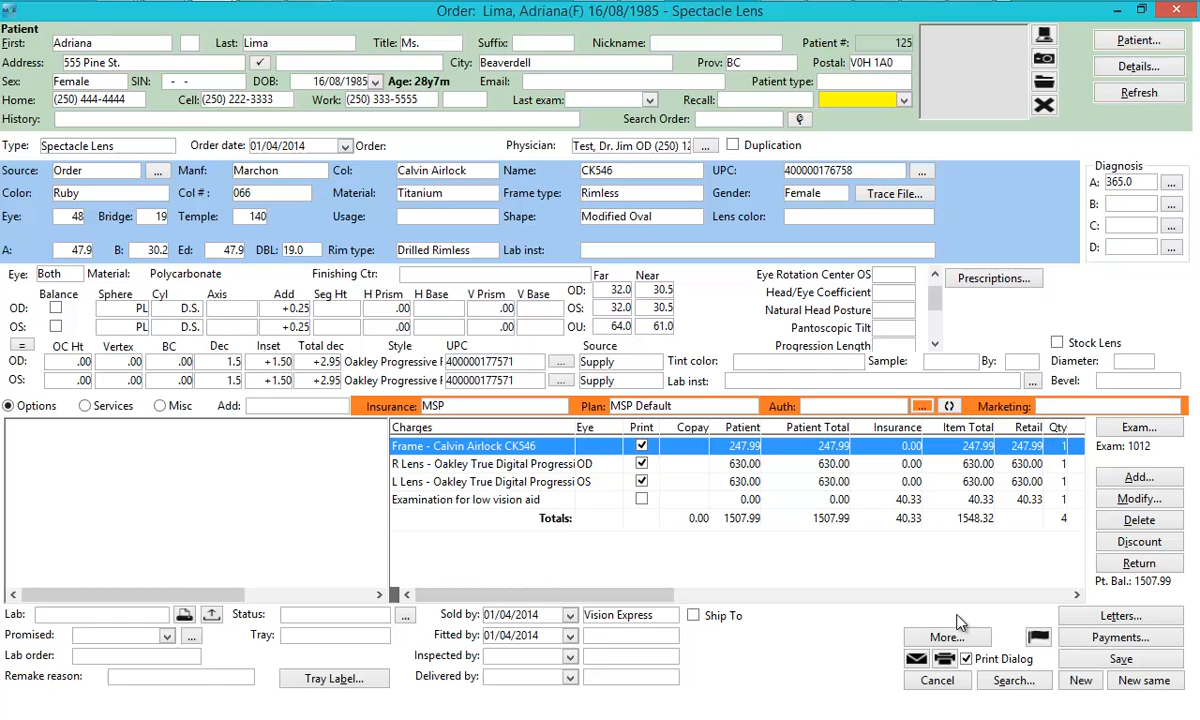 Order: Lima, Adriana(F) 16/08/1985 - Spectacle Lens
Patient
First: Adriana Last: Lima Title: Ms. Suffix: Nickname: Patient #: 125 Patient...
Address: 555 Pine St. City: Beaverdell Prov: BC Postal: V0H 1A0 Details...
Sex: Female SIN: - - DOB: 16/08/1985 Age: 28y7m Email: Patient type:
Home: (250) 444-4444 Cell: (250) 222-3333 Work: (250) 333-5555 Last exam: Recall: Refresh
History: Search Order:
Type: Spectacle Lens Order date: 01/04/2014 Order: Physician: Test, Dr. Jim OD (250) 12 ... Duplication
Source: Order ... Manf: Marchon Col: Calvin Airlock Name: CK546 UPC: 400000176758 ... Diagnosis
Color: Ruby Col #: 066 Material: Titanium Frame type: Rimless Gender: Female Trace File... A: 365.0 ...
Eye: 48 Bridge: 19 Temple: 140 Usage: Shape: Modified Oval Lens color: B: ...
C: ...
A: 47.9 B: 30.2 Ed: 47.9 DBL: 19.0 Rim type: Drilled Rimless Lab inst: D: ...
Eye: Both Material: Polycarbonate Finishing Ctr: Far Near Eye Rotation Center OS Prescriptions...
Balance Sphere Cyl Axis Add Seg Ht H Prism H Base V Prism V Base OD: 32.0 30.5 Head/Eye Coefficient
OD: PL D.S. +0.25 .00 .00 OS: 32.0 30.5 Natural Head Posture
OS: PL D.S. +0.25 .00 .00 OU: 64.0 61.0 Pantoscopic Tilt
= OC Ht Vertex BC Dec Inset Total dec Style UPC Source Progression Length Stock Lens
OD: .00 .00 .00 1.5 +1.50 +2.95 Oakley Progressive F 400000177571 ... Supply Tint color: Sample: By: Diameter:
OS: .00 .00 .00 1.5 +1.50 +2.95 Oakley Progressive F 400000177571 ... Supply Lab inst: ... Bevel:
Options Services Misc Add: Insurance: MSP Plan: MSP Default Auth: ... Marketing:
Charges Eye Print Copay Patient Patient Total Insurance Item Total Retail Qty Exam...
Frame - Calvin Airlock CK546 247.99 247.99 0.00 247.99 247.99 1 Exam: 1012
R Lens - Oakley True Digital Progressi OD 630.00 630.00 0.00 630.00 630.00 1
L Lens - Oakley True Digital Progressi OS 630.00 630.00 0.00 630.00 630.00 1 Add...
Examination for low vision aid 0.00 0.00 40.33 40.33 40.33 1 Modify...
Totals: 0.00 1507.99 1507.99 40.33 1548.32 4 Delete
Discount
Return
Pt. Bal.: 1507.99
Lab: Status: ... Sold by: 01/04/2014 Vision Express Ship To Letters...
Promised: ... Tray: Fitted by: 01/04/2014 More... Payments...
Lab order: Inspected by: Print Dialog Save
Remake reason: Tray Label... Delivered by: Cancel Search... New New same